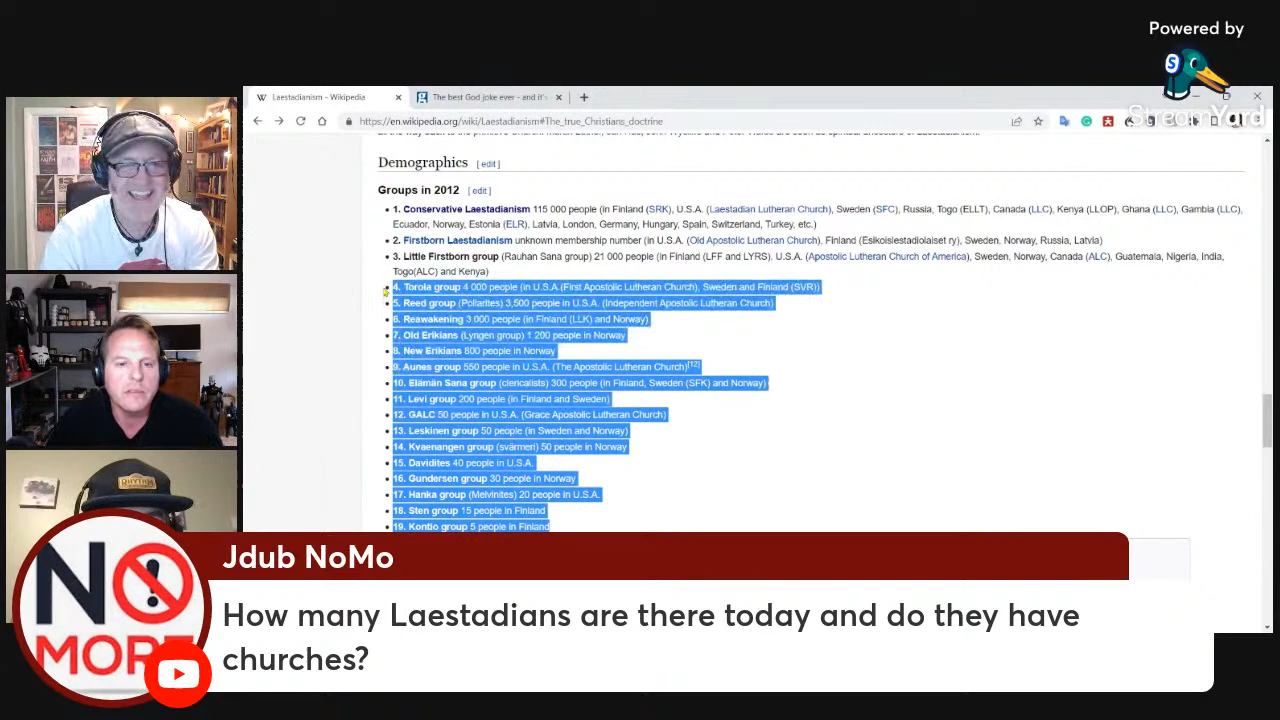 Powered by
StreamYard
Laestadianism - Wikipedia
The best God joke ever - and it's
https://en.wikipedia.org/wiki/Laestadianism#The_true_Christians_doctrine
Demographics [ edit ]
Groups in 2012 [ edit ]
1. Conservative Laestadianism 115 000 people (in Finland (SRK), U.S.A. (Laestadian Lutheran Church), Sweden (SFC), Russia, Togo (ELLT), Canada (LLC), Kenya (LLOP), Ghana (LLC), Gambia (LLC),
Ecuador, Norway, Estonia (ELR), Latvia, London, Germany, Hungary, Spain, Switzerland, Turkey, etc.)
2. Firstborn Laestadianism unknown membership number (in U.S.A. (Old Apostolic Lutheran Church), Finland (Esikoislestadiolaiset ry), Sweden, Norway, Russia, Latvia)
3. Little Firstborn group (Rauhan Sana group) 21 000 people (in Finland (LFF and LYRS). U.S.A. (Apostolic Lutheran Church of America), Sweden, Norway, Canada (ALC), Guatemala, Nigeria, India,
Togo(ALC) and Kenya)
4. Torola group 4 000 people (in U.S.A.(First Apostolic Lutheran Church), Sweden and Finland (SVR))
5. Reed group (Pollarites) 3,500 people in U.S.A. (Independent Apostolic Lutheran Church)
6. Reawakening 3 000 people (in Finland (LLK) and Norway)
7. Old Erikians (Lyngen group) 1 200 people in Norway
8. New Erikians 800 people in Norway
9. Aunes group 550 people in U.S.A. (The Apostolic Lutheran Church)[12]
10. Elämän Sana group (clericalists) 300 people (in Finland, Sweden (SFK) and Norway)
11. Levi group 200 people (in Finland and Sweden)
12. GALC 50 people in U.S.A. (Grace Apostolic Lutheran Church)
13. Leskinen group 50 people (in Sweden and Norway)
14. Kvaenangen group (svärmeri) 50 people in Norway
15. Davidites 40 people in U.S.A.
16. Gundersen group 30 people in Norway
17. Hanka group (Melvinites) 20 people in U.S.A.
18. Sten group 15 people in Finland
19. Kontio group 5 people in Finland
RHYTHM
NO
MORE
Jdub NoMo
How many Laestadians are there today and do they have
churches?